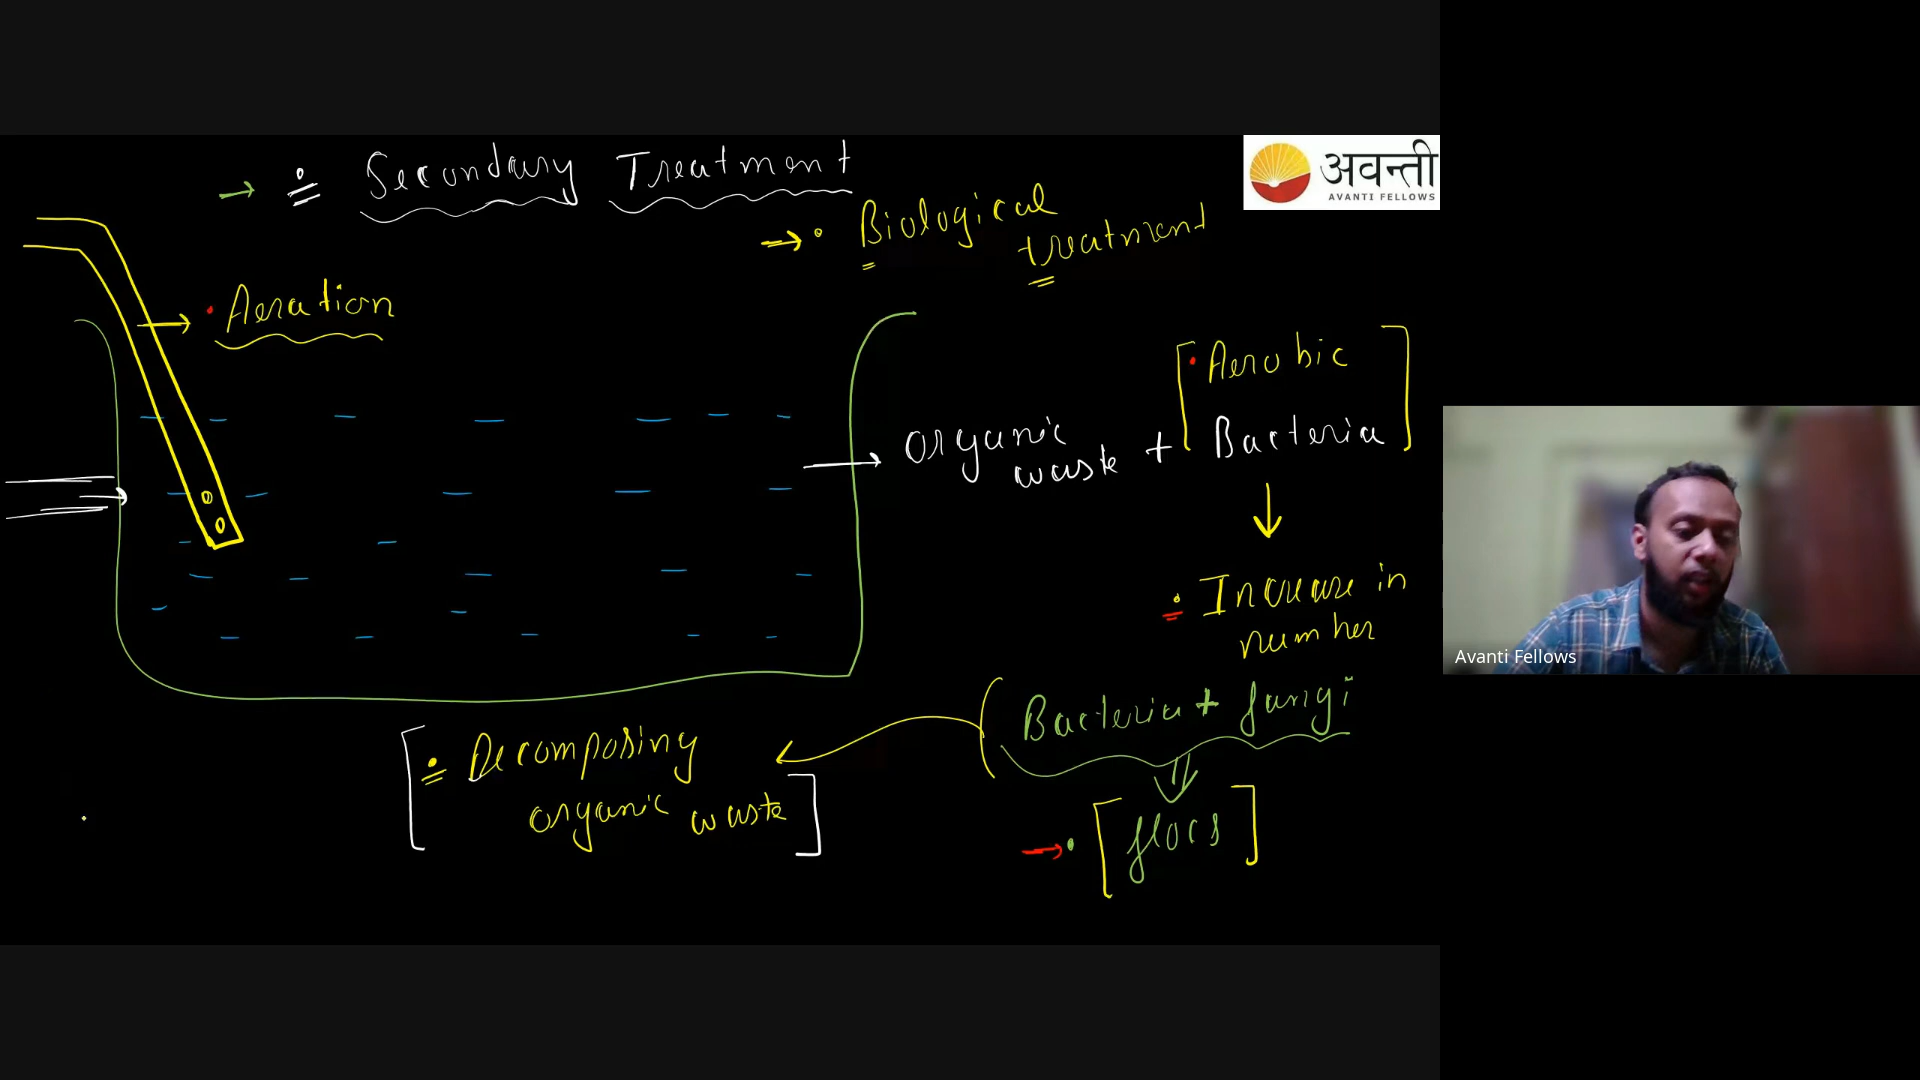 → Secondary Treatment
→ • Biological
treatment
अवन्ती
AVANTI FELLOWS
→ • Aeration
• Aerobic
→ organic
waste + Bacteria
↓
Increase in
number
Bacteria + fungi
Decomposing
organic waste
→ • [flocs]
Avanti Fellows